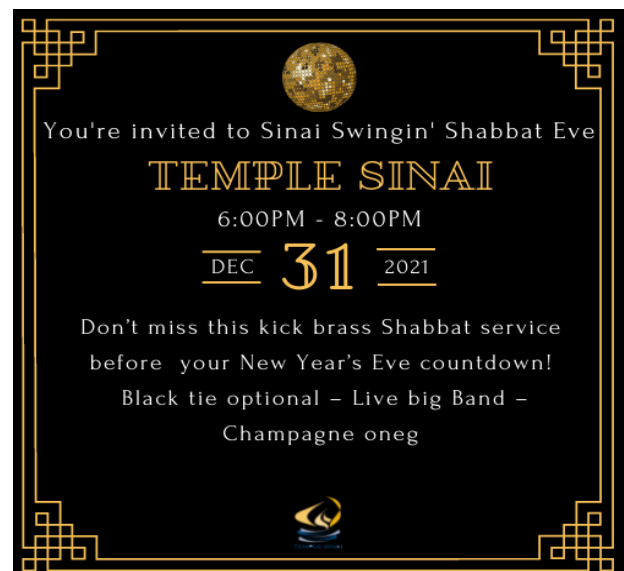 You're invited to Sinai Swingin' Shabbat Eve
TEMPLE SINAI
6:00PM - 8:00PM
DEC 31 2021
Don't miss this kick brass Shabbat service
before your New Year's Eve countdown!
Black tie optional – Live big Band –
Champagne oneg
TEMPLE SINAI